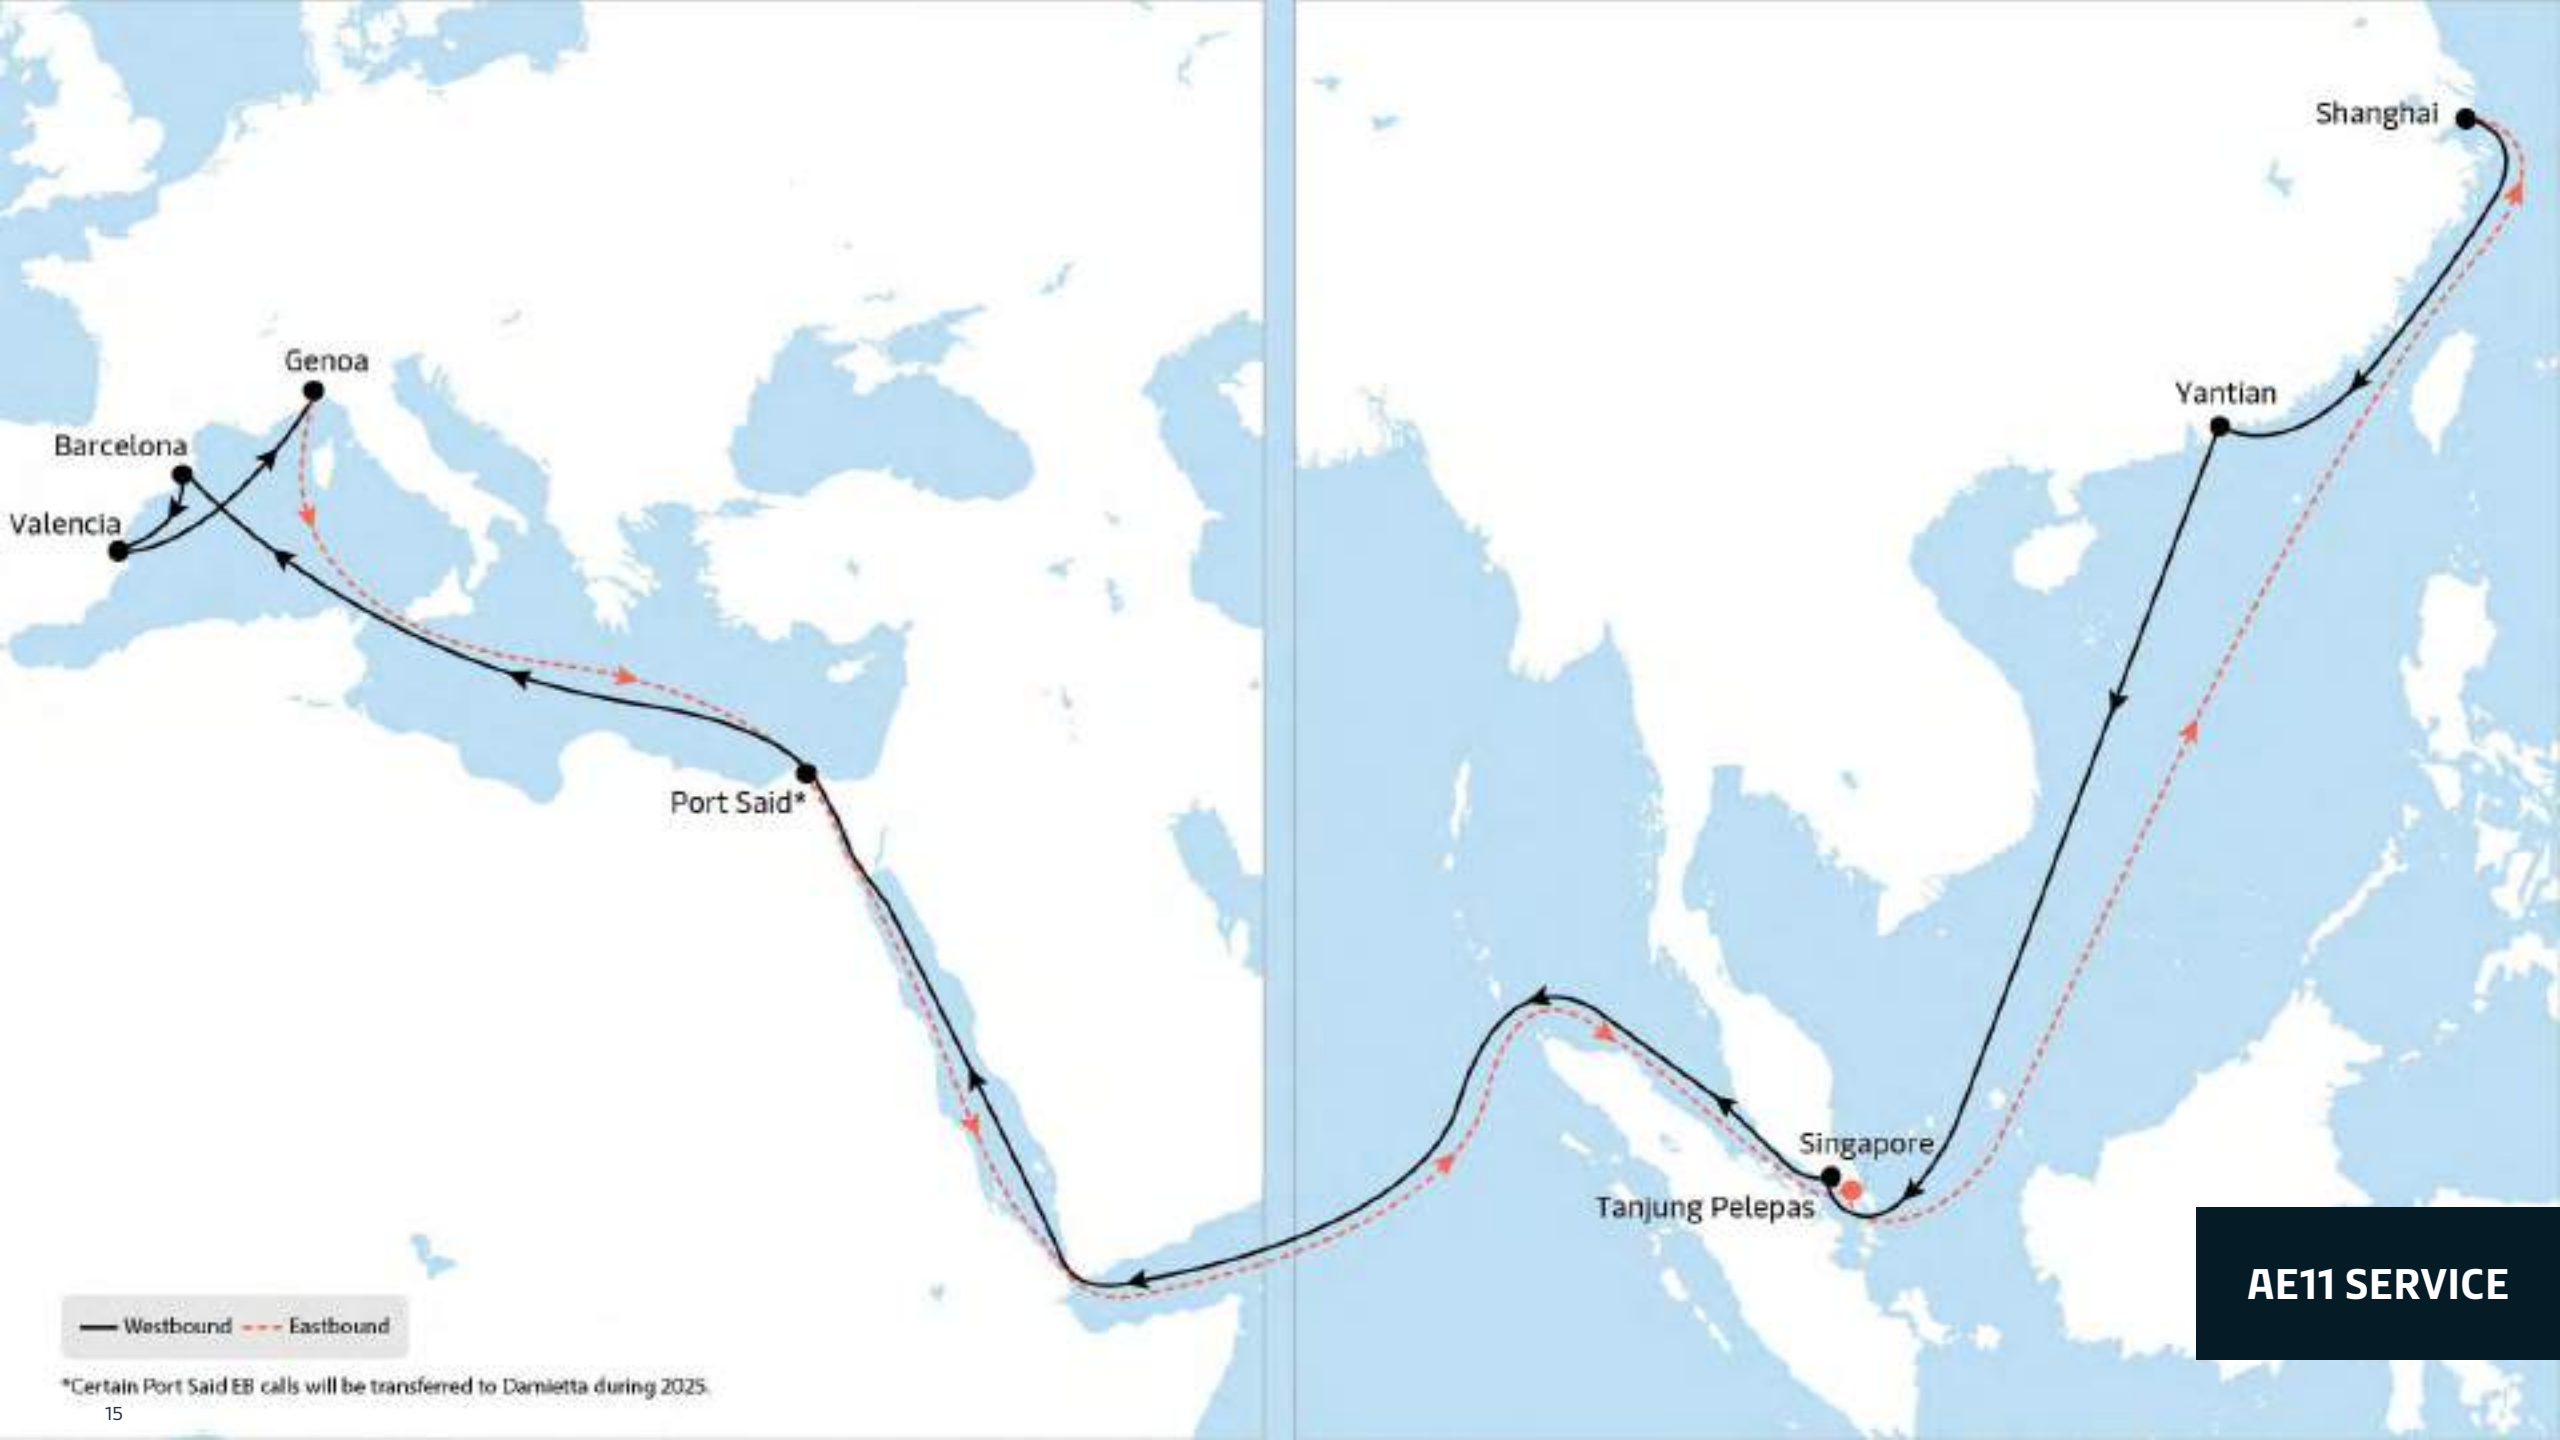 Shanghai
Genoa
Yantian
Barcelona
Valencia
Port Said*
Singapore
Tanjung Pelepas
AE11 SERVICE
Westbound Eastbound
*Certain Port Said EB calls will be transferred to Damietta during 2025.
15